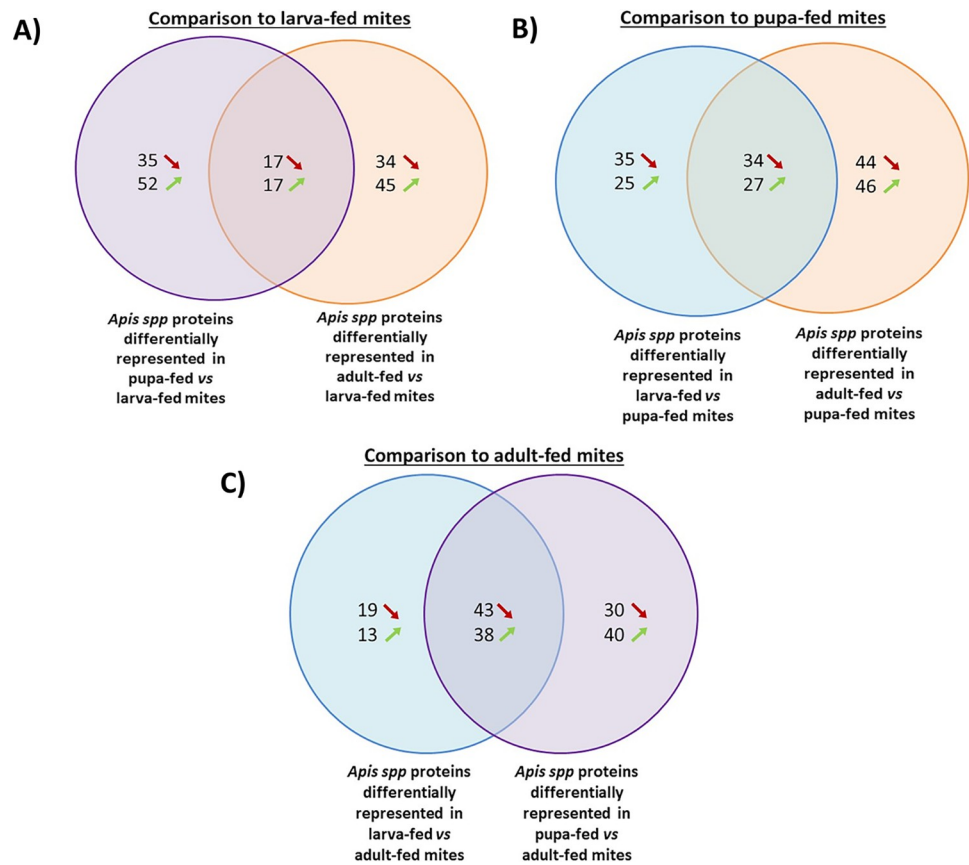 Comparison to larva-fed mites
A)
35 17 34
52 17 45
Apis spp proteins
differentially
represented in
pupa-fed vs
larva-fed mites
Apis spp proteins
differentially
represented in
adult-fed vs
larva-fed mites
Comparison to pupa-fed mites
B)
35 34 44
25 27 46
Apis spp proteins
differentially
represented in
larva-fed vs
pupa-fed mites
Apis spp proteins
differentially
represented in
adult-fed vs
pupa-fed mites
Comparison to adult-fed mites
C)
19 43 30
13 38 40
Apis spp proteins
differentially
represented in
larva-fed vs
adult-fed mites
Apis spp proteins
differentially
represented in
pupa-fed vs
adult-fed mites